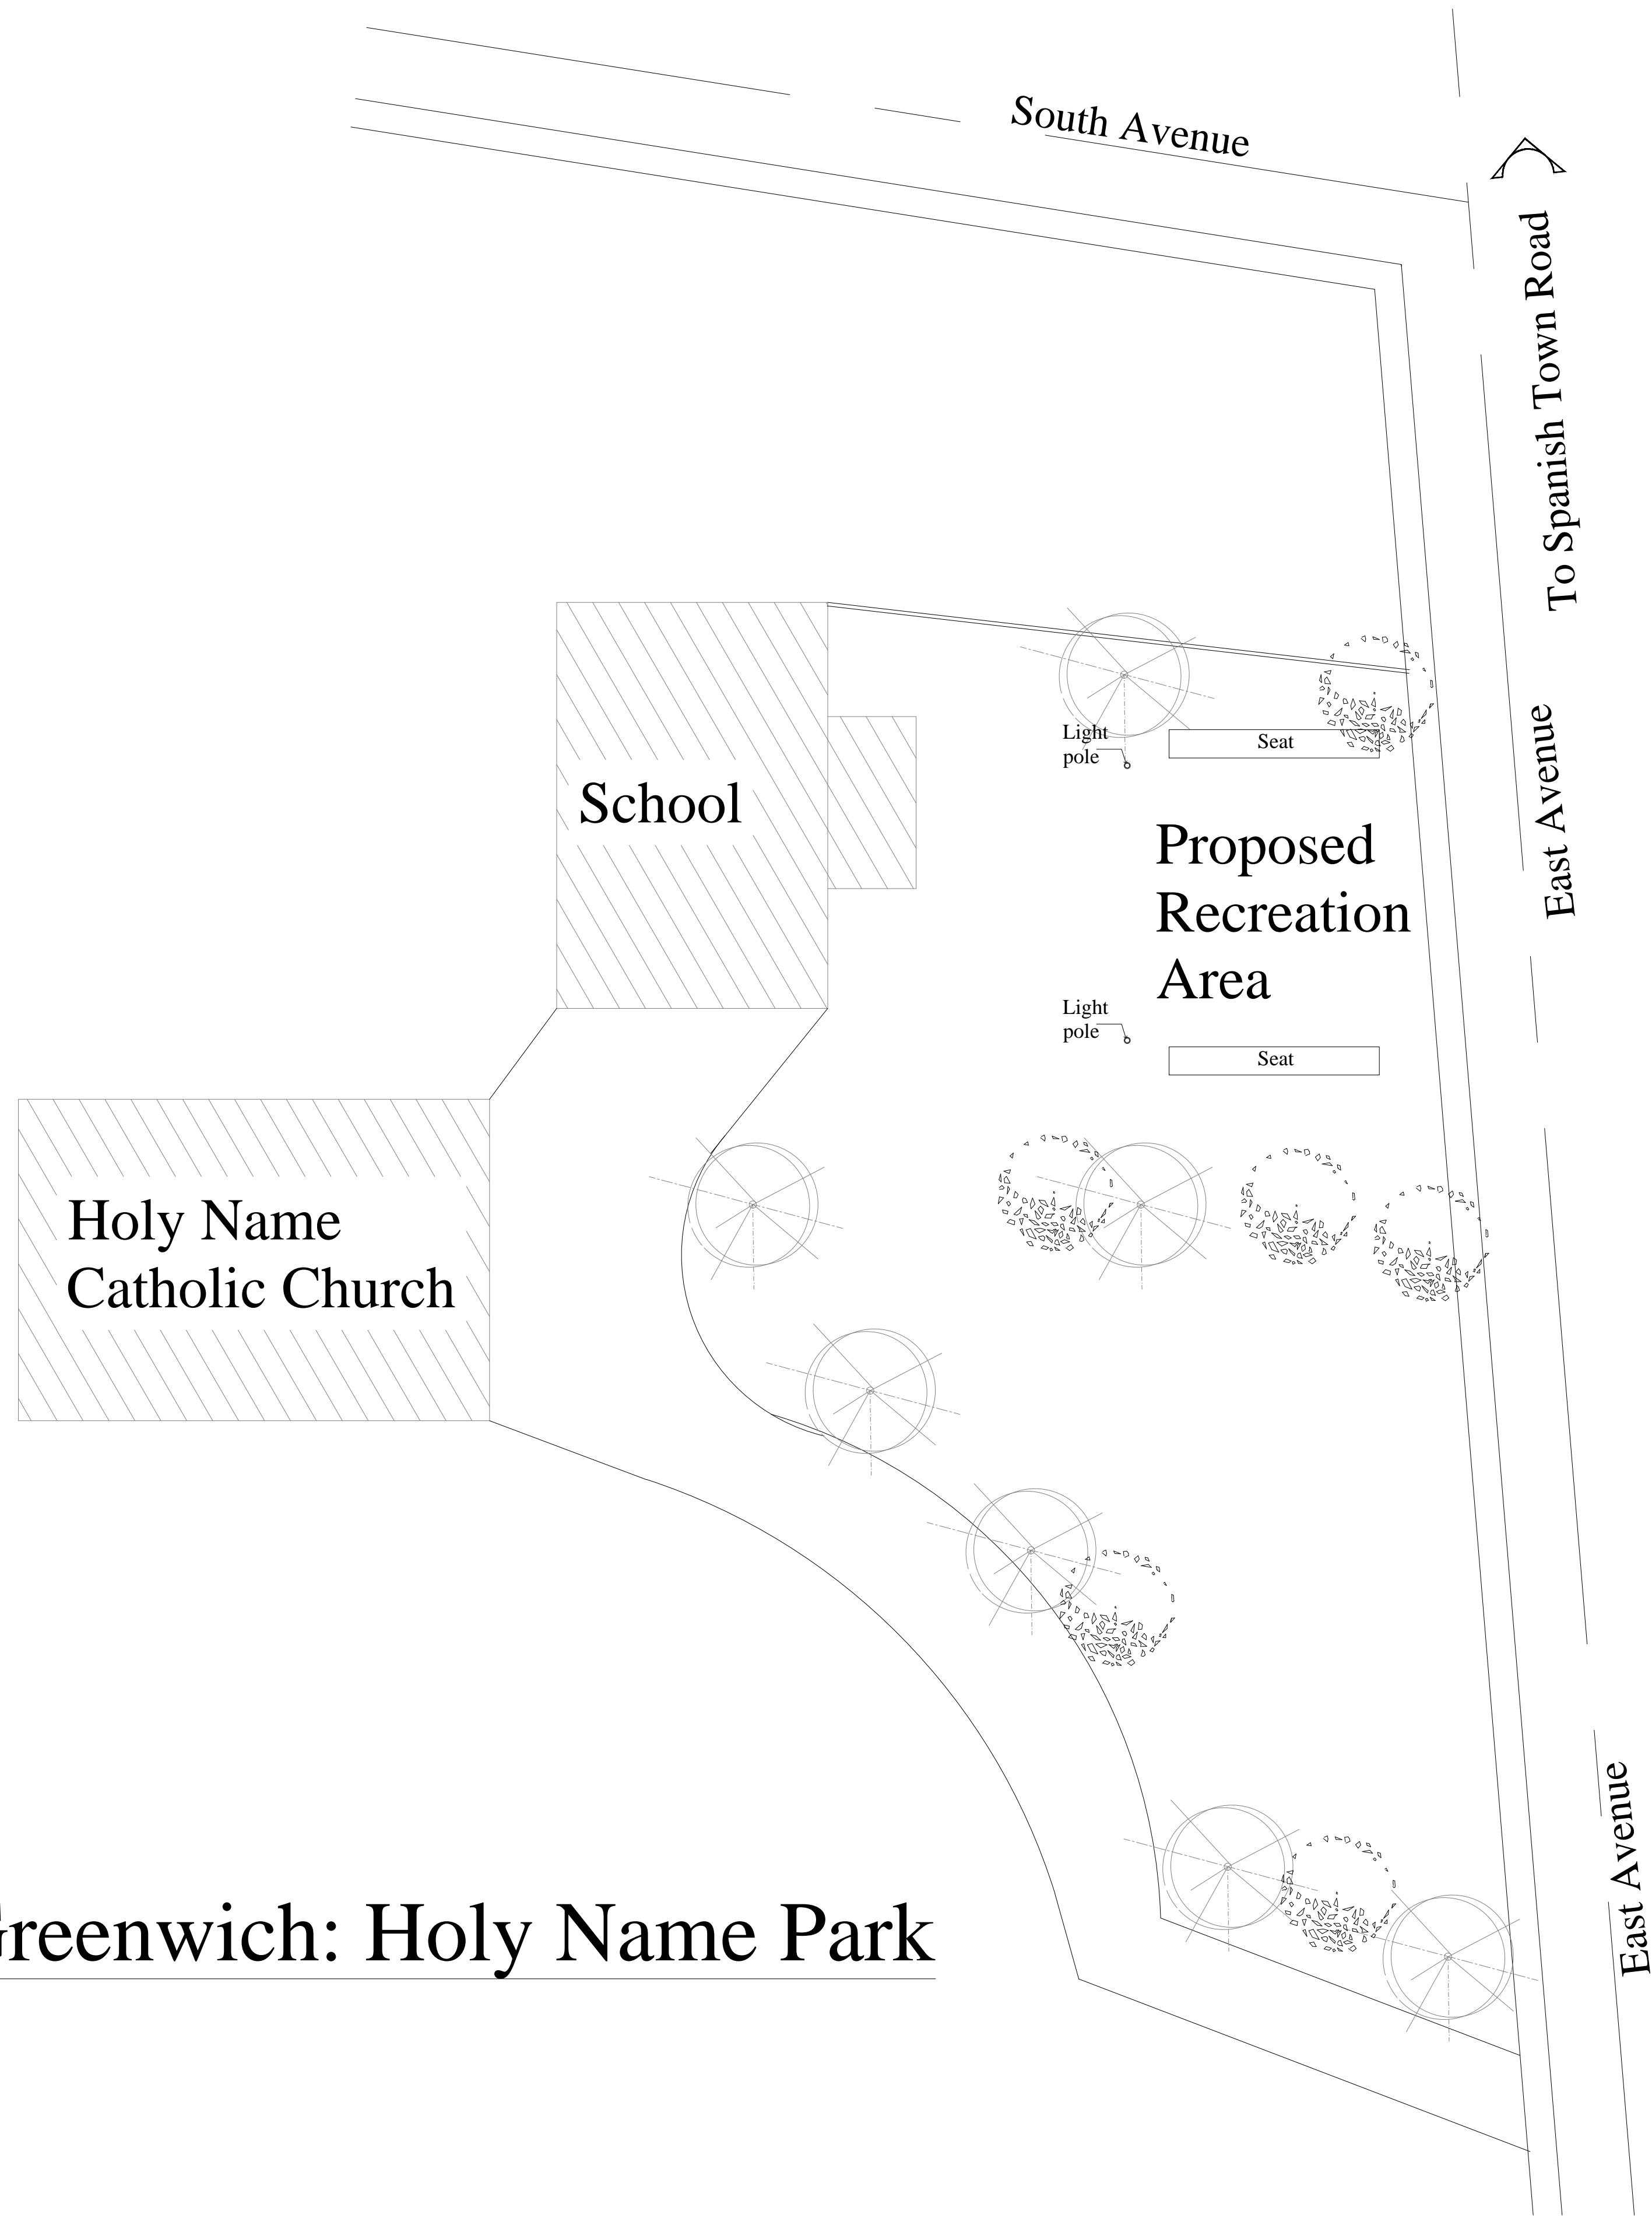 South Avenue
To Spanish Town Road
East Avenue
Light
pole
Seat
School
Proposed
Recreation
Area
Light
pole
Seat
Holy Name
Catholic Church
East Avenue
Greenwich: Holy Name Park